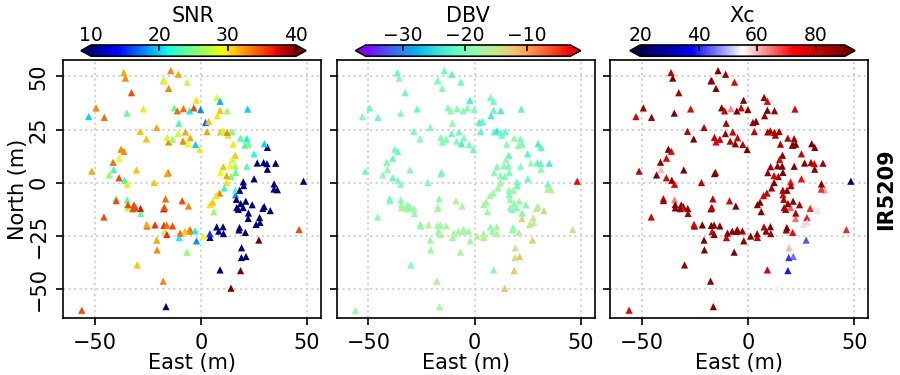 SNR DBV Xc
10 20 30 40 −30 −20 −10 20 40 60 80
50
25
0
−25
−50
North (m)
IR5209
−50 0 50 −50 0 50 −50 0 50
East (m) East (m) East (m)